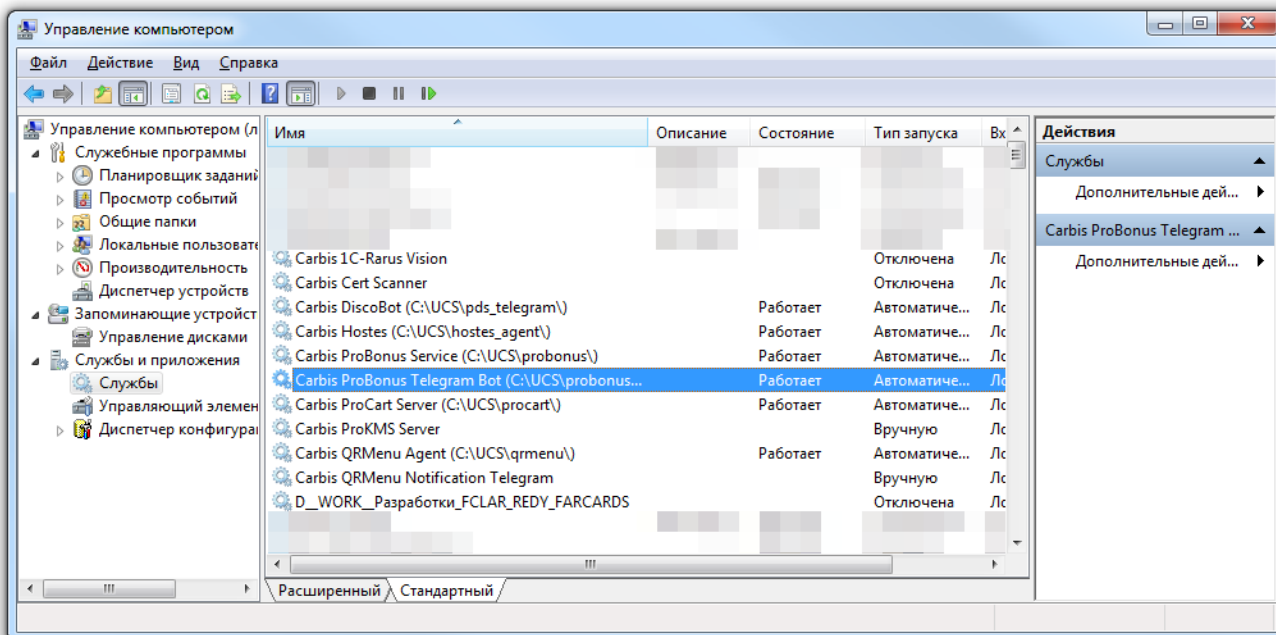 Управление компьютером
Файл Действие Вид Справка
Управление компьютером (л
Служебные программы
Планировщик заданий
Просмотр событий
Общие папки
Локальные пользовате
Производительность
Диспетчер устройств
Запоминающие устройст
Управление дисками
Службы и приложения
Службы
Управляющий элемен
Диспетчер конфигура
Имя Описание Состояние Тип запуска Вх
Carbis 1C-Rarus Vision Отключена Лс
Carbis Cert Scanner Отключена Лс
Carbis DiscoBot (C:\UCS\pds_telegram\) Работает Автоматиче... Лс
Carbis Hostes (C:\UCS\hostes_agent\) Работает Автоматиче... Лс
Carbis ProBonus Service (C:\UCS\probonus\) Работает Автоматиче... Лс
Carbis ProBonus Telegram Bot (C:\UCS\probonus... Работает Автоматиче... Лс
Carbis ProCart Server (C:\UCS\procart\) Работает Автоматиче... Лс
Carbis ProKMS Server Вручную Лс
Carbis QRMenu Agent (C:\UCS\qrmenu\) Работает Автоматиче... Лс
Carbis QRMenu Notification Telegram Вручную Лс
D__WORK__Разработки_FCLAR_REDY_FARCARDS Отключена Лс
Расширенный Стандартный
Действия
Службы
Дополнительные дей...
Carbis ProBonus Telegram ...
Дополнительные дей...